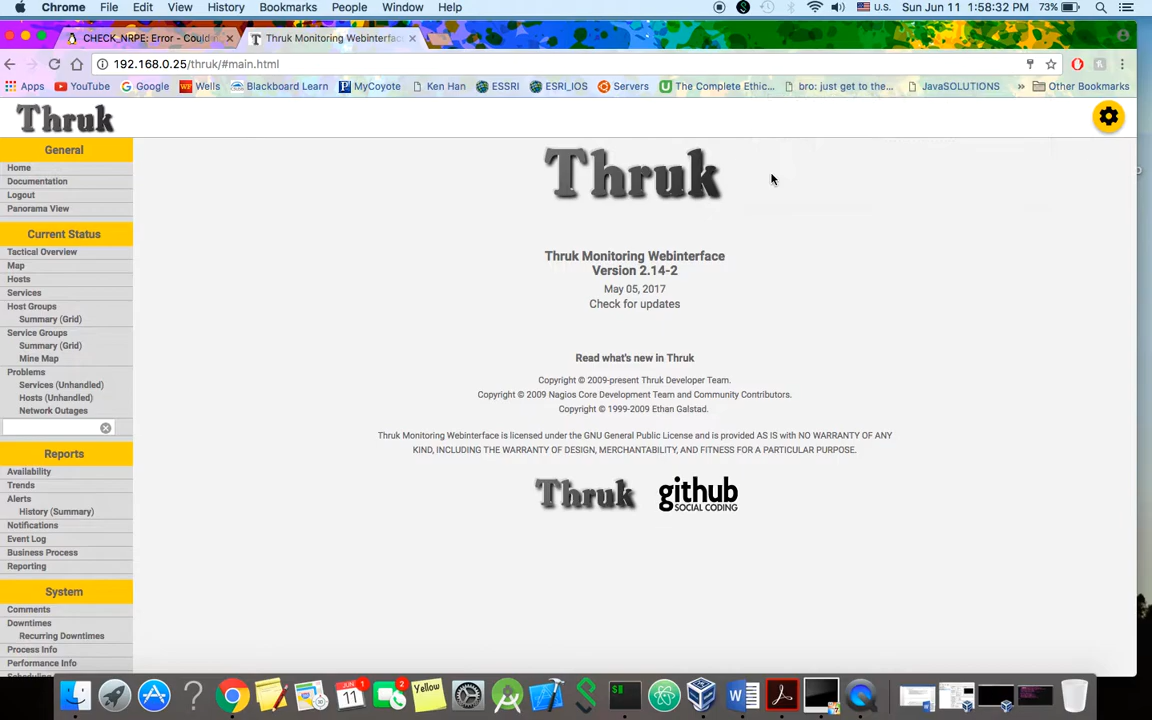 Chrome File Edit View History Bookmarks People Window Help U.S. Sun Jun 11 1:58:32 PM 73%
CHECK_NRPE: Error - Could Thruk Monitoring Webinterfac
192.168.0.25/thruk/#main.html
Apps YouTube Google Wells Blackboard Learn MyCoyote Ken Han ESSRI ESRI_IOS Servers The Complete Ethic... bro: just get to the... JavaSOLUTIONS » Other Bookmarks
Thruk
General
Home
Documentation
Logout
Panorama View
Current Status
Tactical Overview
Map
Hosts
Services
Host Groups
Summary (Grid)
Service Groups
Summary (Grid)
Mine Map
Problems
Services (Unhandled)
Hosts (Unhandled)
Network Outages
Reports
Availability
Trends
Alerts
History (Summary)
Notifications
Event Log
Business Process
Reporting
System
Comments
Downtimes
Recurring Downtimes
Process Info
Performance Info
Thruk
Thruk Monitoring Webinterface
Version 2.14-2
May 05, 2017
Check for updates
Read what's new in Thruk
Copyright © 2009-present Thruk Developer Team.
Copyright © 2009 Nagios Core Development Team and Community Contributors.
Copyright © 1999-2009 Ethan Galstad.
Thruk Monitoring Webinterface is licensed under the GNU General Public License and is provided AS IS with NO WARRANTY OF ANY
KIND, INCLUDING THE WARRANTY OF DESIGN, MERCHANTABILITY, AND FITNESS FOR A PARTICULAR PURPOSE.
Thruk github
SOCIAL CODING
JUN 11 1 2 Yellow